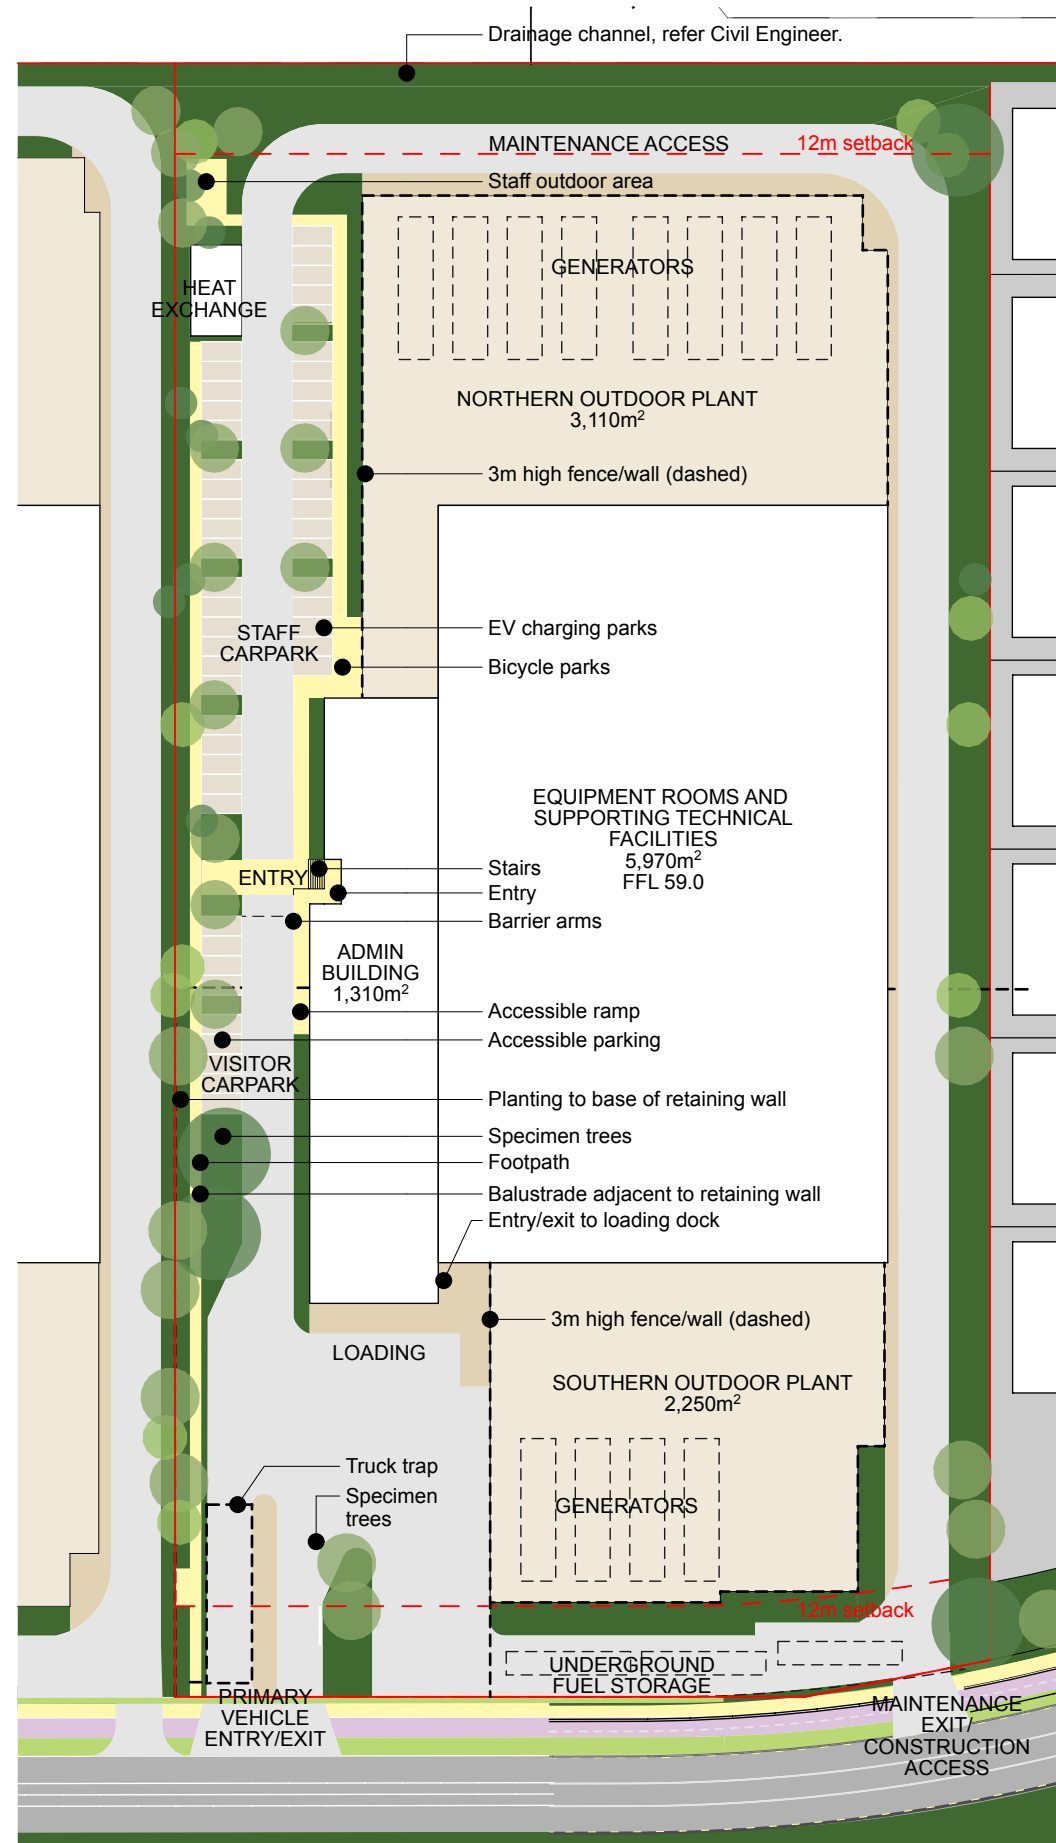 Drainage channel, refer Civil Engineer.
MAINTENANCE ACCESS
12m setback
Staff outdoor area
GENERATORS
HEAT
EXCHANGE
NORTHERN OUTDOOR PLANT
3,110m²
3m high fence/wall (dashed)
EV charging parks
STAFF
CARPARK
Bicycle parks
EQUIPMENT ROOMS AND
SUPPORTING TECHNICAL
FACILITIES
5,970m²
FFL 59.0
Stairs
ENTRY
Entry
Barrier arms
ADMIN
BUILDING
1,310m²
Accessible ramp
Accessible parking
VISITOR
CARPARK
Planting to base of retaining wall
Specimen trees
Footpath
Balustrade adjacent to retaining wall
Entry/exit to loading dock
3m high fence/wall (dashed)
LOADING
SOUTHERN OUTDOOR PLANT
2,250m²
Truck trap
Specimen
trees
GENERATORS
12m setback
UNDERGROUND
FUEL STORAGE
PRIMARY
VEHICLE
ENTRY/EXIT
MAINTENANCE
EXIT/
CONSTRUCTION
ACCESS